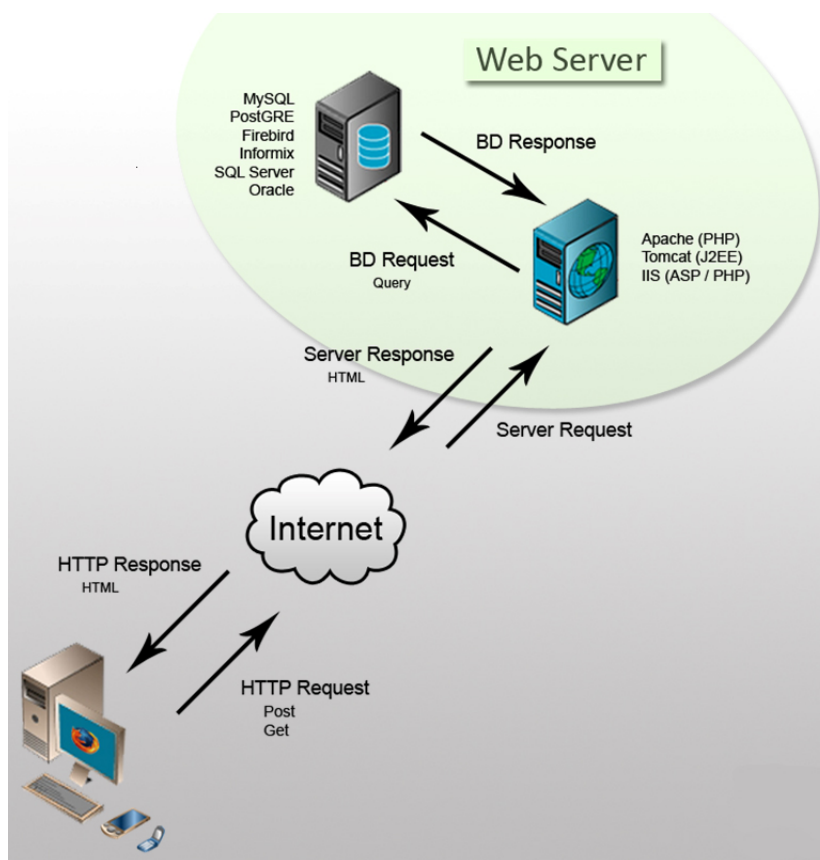 Web Server
MySQL
PostGRE
Firebird
Informix
SQL Server
Oracle
BD Response
BD Request
Query
Apache (PHP)
Tomcat (J2EE)
IIS (ASP / PHP)
Server Response
HTML
Server Request
Internet
HTTP Response
HTML
HTTP Request
Post
Get